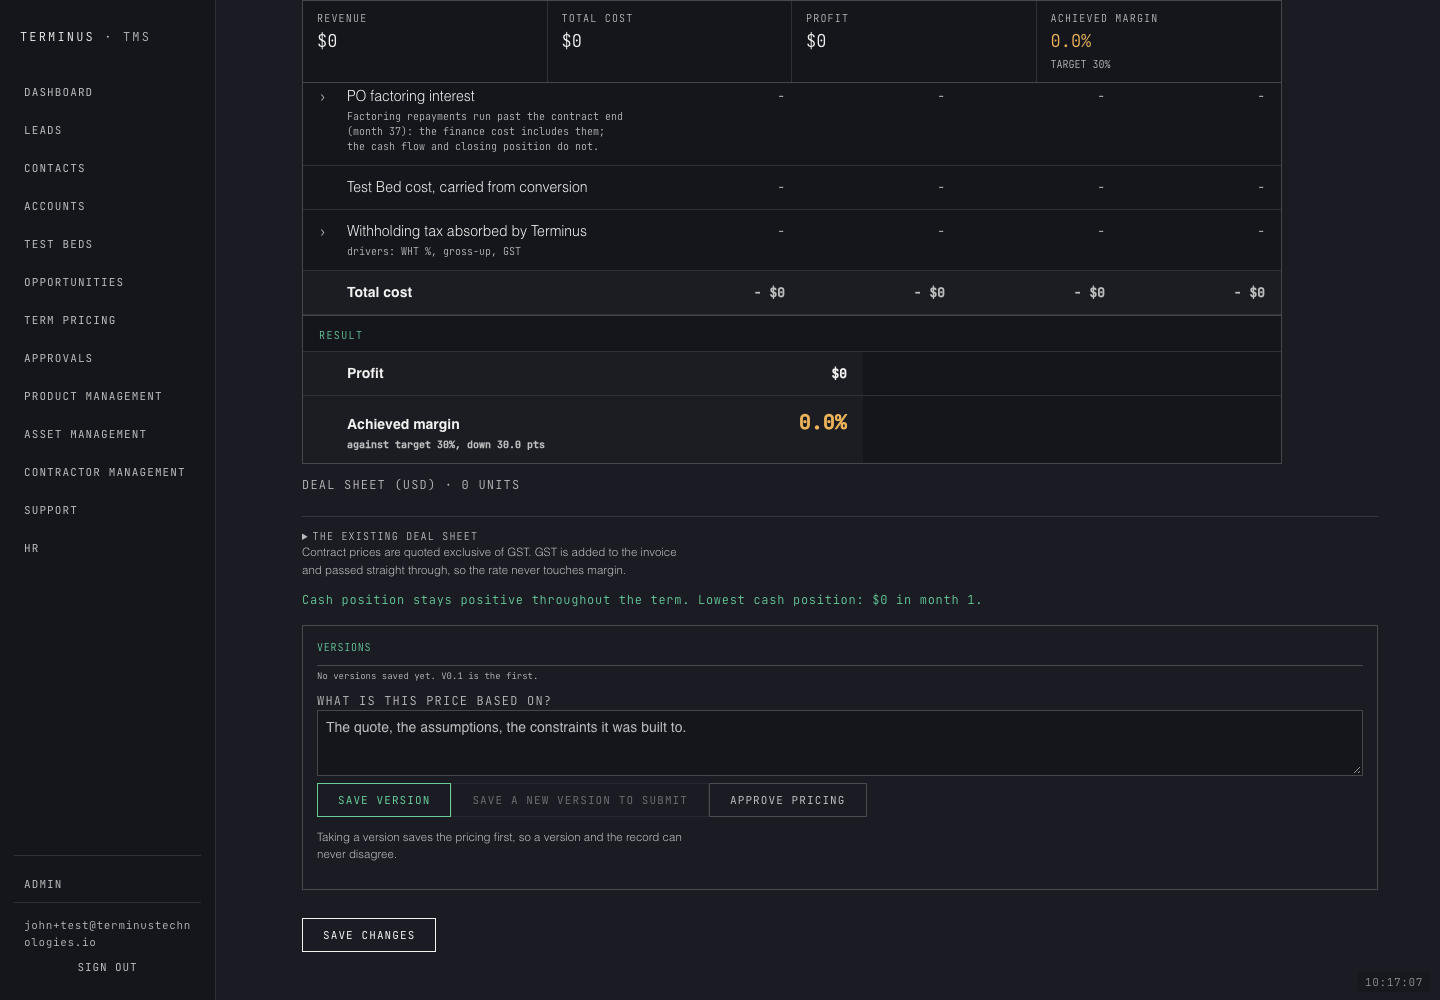 TERMINUS · TMS
DASHBOARD
LEADS
CONTACTS
ACCOUNTS
TEST BEDS
OPPORTUNITIES
TERM PRICING
APPROVALS
PRODUCT MANAGEMENT
ASSET MANAGEMENT
CONTRACTOR MANAGEMENT
SUPPORT
HR
ADMIN
john+test@terminustechn
ologies.io
SIGN OUT
REVENUE TOTAL COST PROFIT ACHIEVED MARGIN
$0 $0 $0 0.0%
TARGET 30%
› PO factoring interest - - - -
Factoring repayments run past the contract end
(month 37): the finance cost includes them;
the cash flow and closing position do not.
Test Bed cost, carried from conversion - - - -
› Withholding tax absorbed by Terminus - - - -
drivers: WHT %, gross-up, GST
Total cost - $0 - $0 - $0 - $0
RESULT
Profit $0
Achieved margin 0.0%
against target 30%, down 30.0 pts
DEAL SHEET (USD) · 0 UNITS
▶ THE EXISTING DEAL SHEET
Contract prices are quoted exclusive of GST. GST is added to the invoice
and passed straight through, so the rate never touches margin.
Cash position stays positive throughout the term. Lowest cash position: $0 in month 1.
VERSIONS
No versions saved yet. V0.1 is the first.
WHAT IS THIS PRICE BASED ON?
The quote, the assumptions, the constraints it was built to.
SAVE VERSION SAVE A NEW VERSION TO SUBMIT APPROVE PRICING
Taking a version saves the pricing first, so a version and the record can
never disagree.
SAVE CHANGES
10:17:07